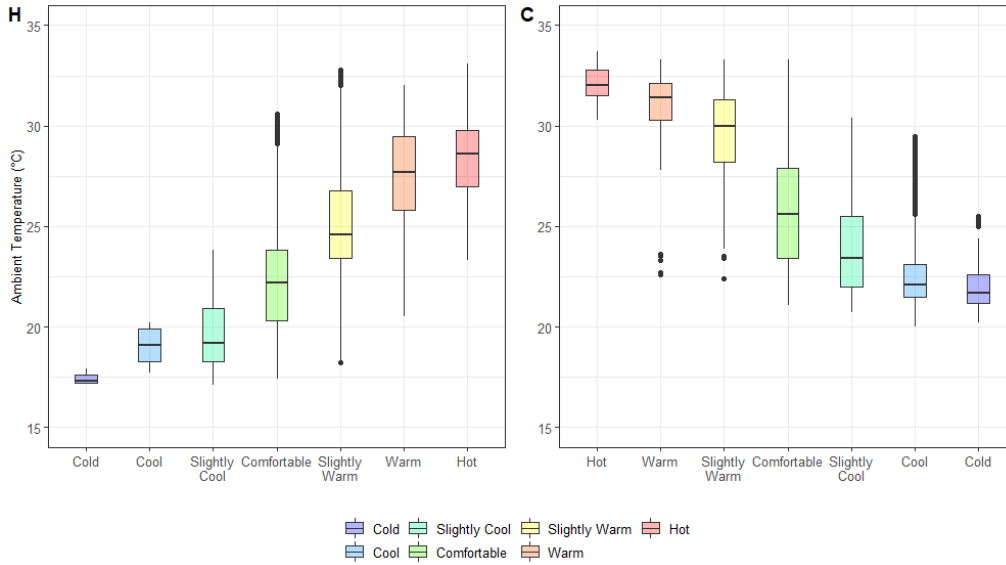 H
C
Ambient Temperature (°C)
35
30
25
20
15
35
30
25
20
15
Cold
Cool
Slightly
Cool
Comfortable
Slightly
Warm
Warm
Hot
Hot
Warm
Slightly
Warm
Comfortable
Slightly
Cool
Cool
Cold
Cold
Slightly Cool
Slightly Warm
Hot
Cool
Comfortable
Warm